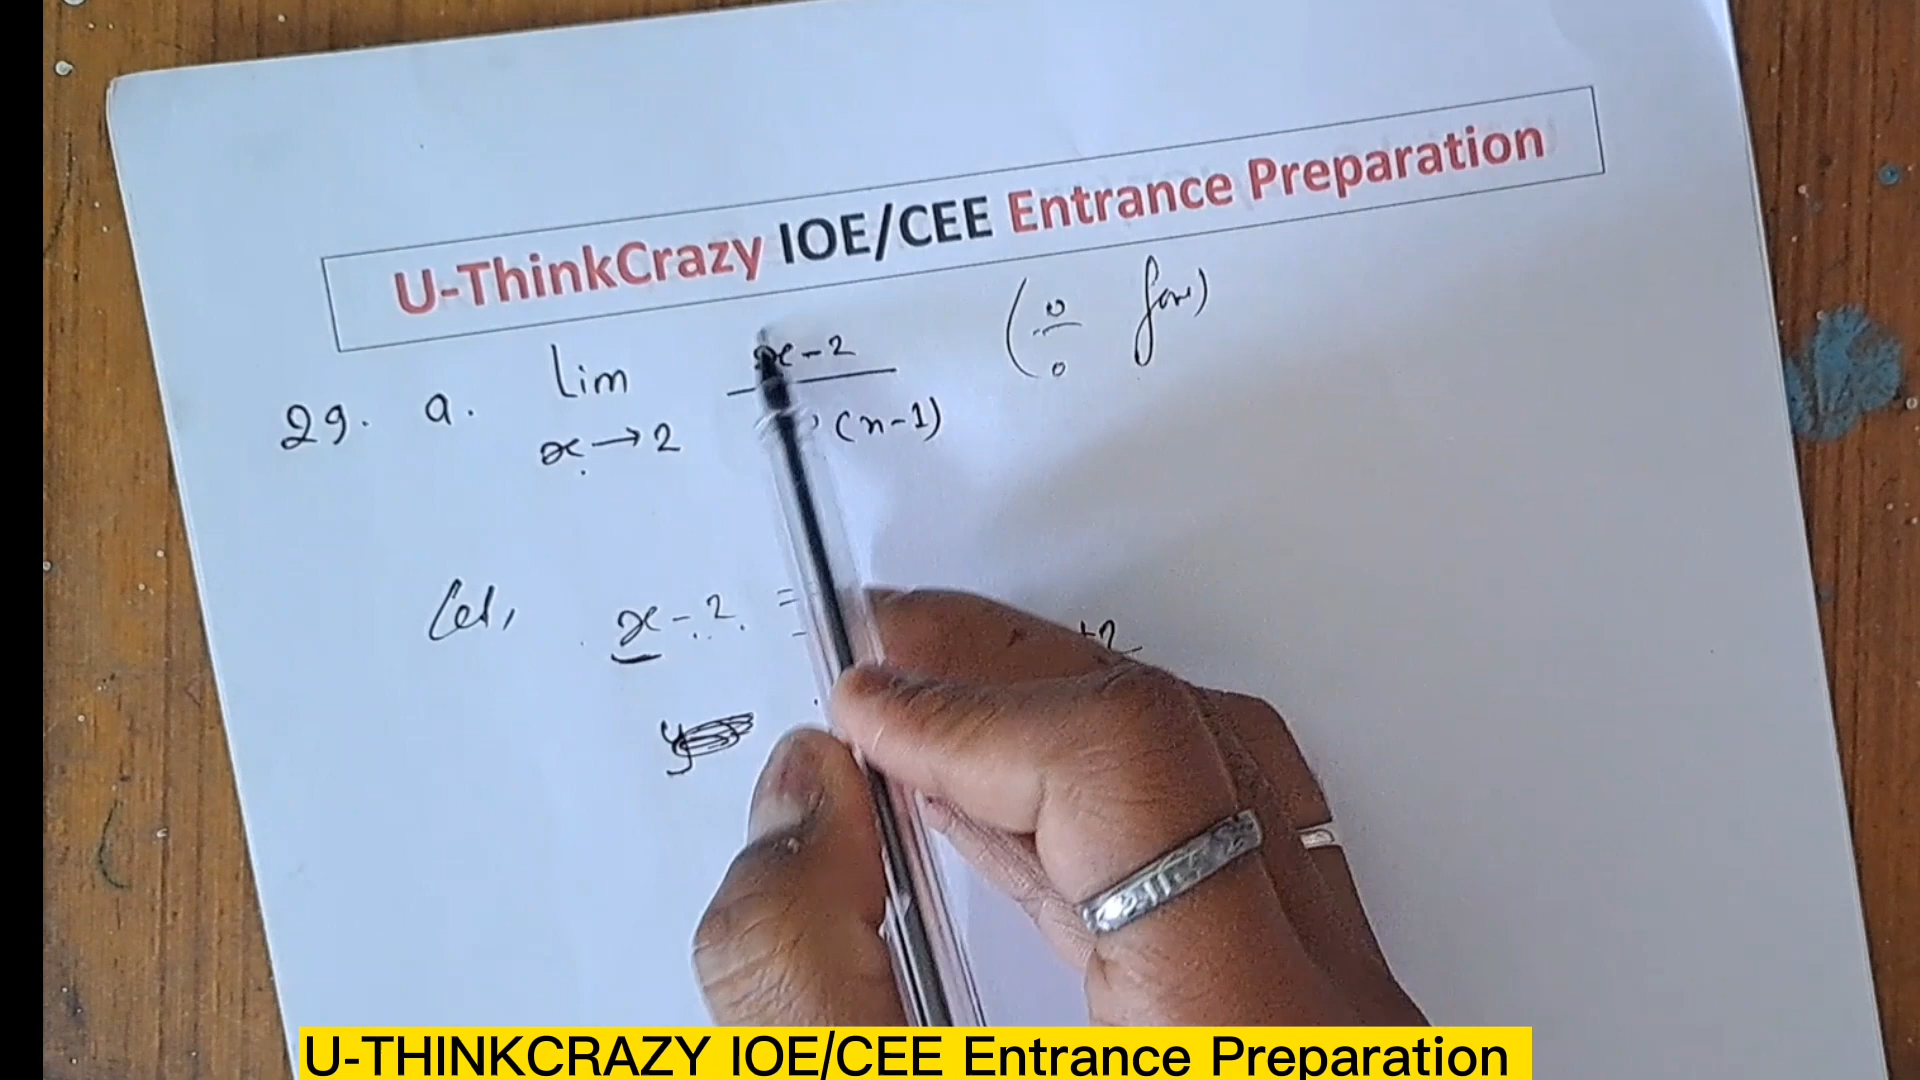 U-ThinkCrazy IOE/CEE Entrance Preparation
29. a. lim x-2 (0/0 form)
x→2 (x-1)
Let, x-2 =
+2
y
U-THINKCRAZY IOE/CEE Entrance Preparation